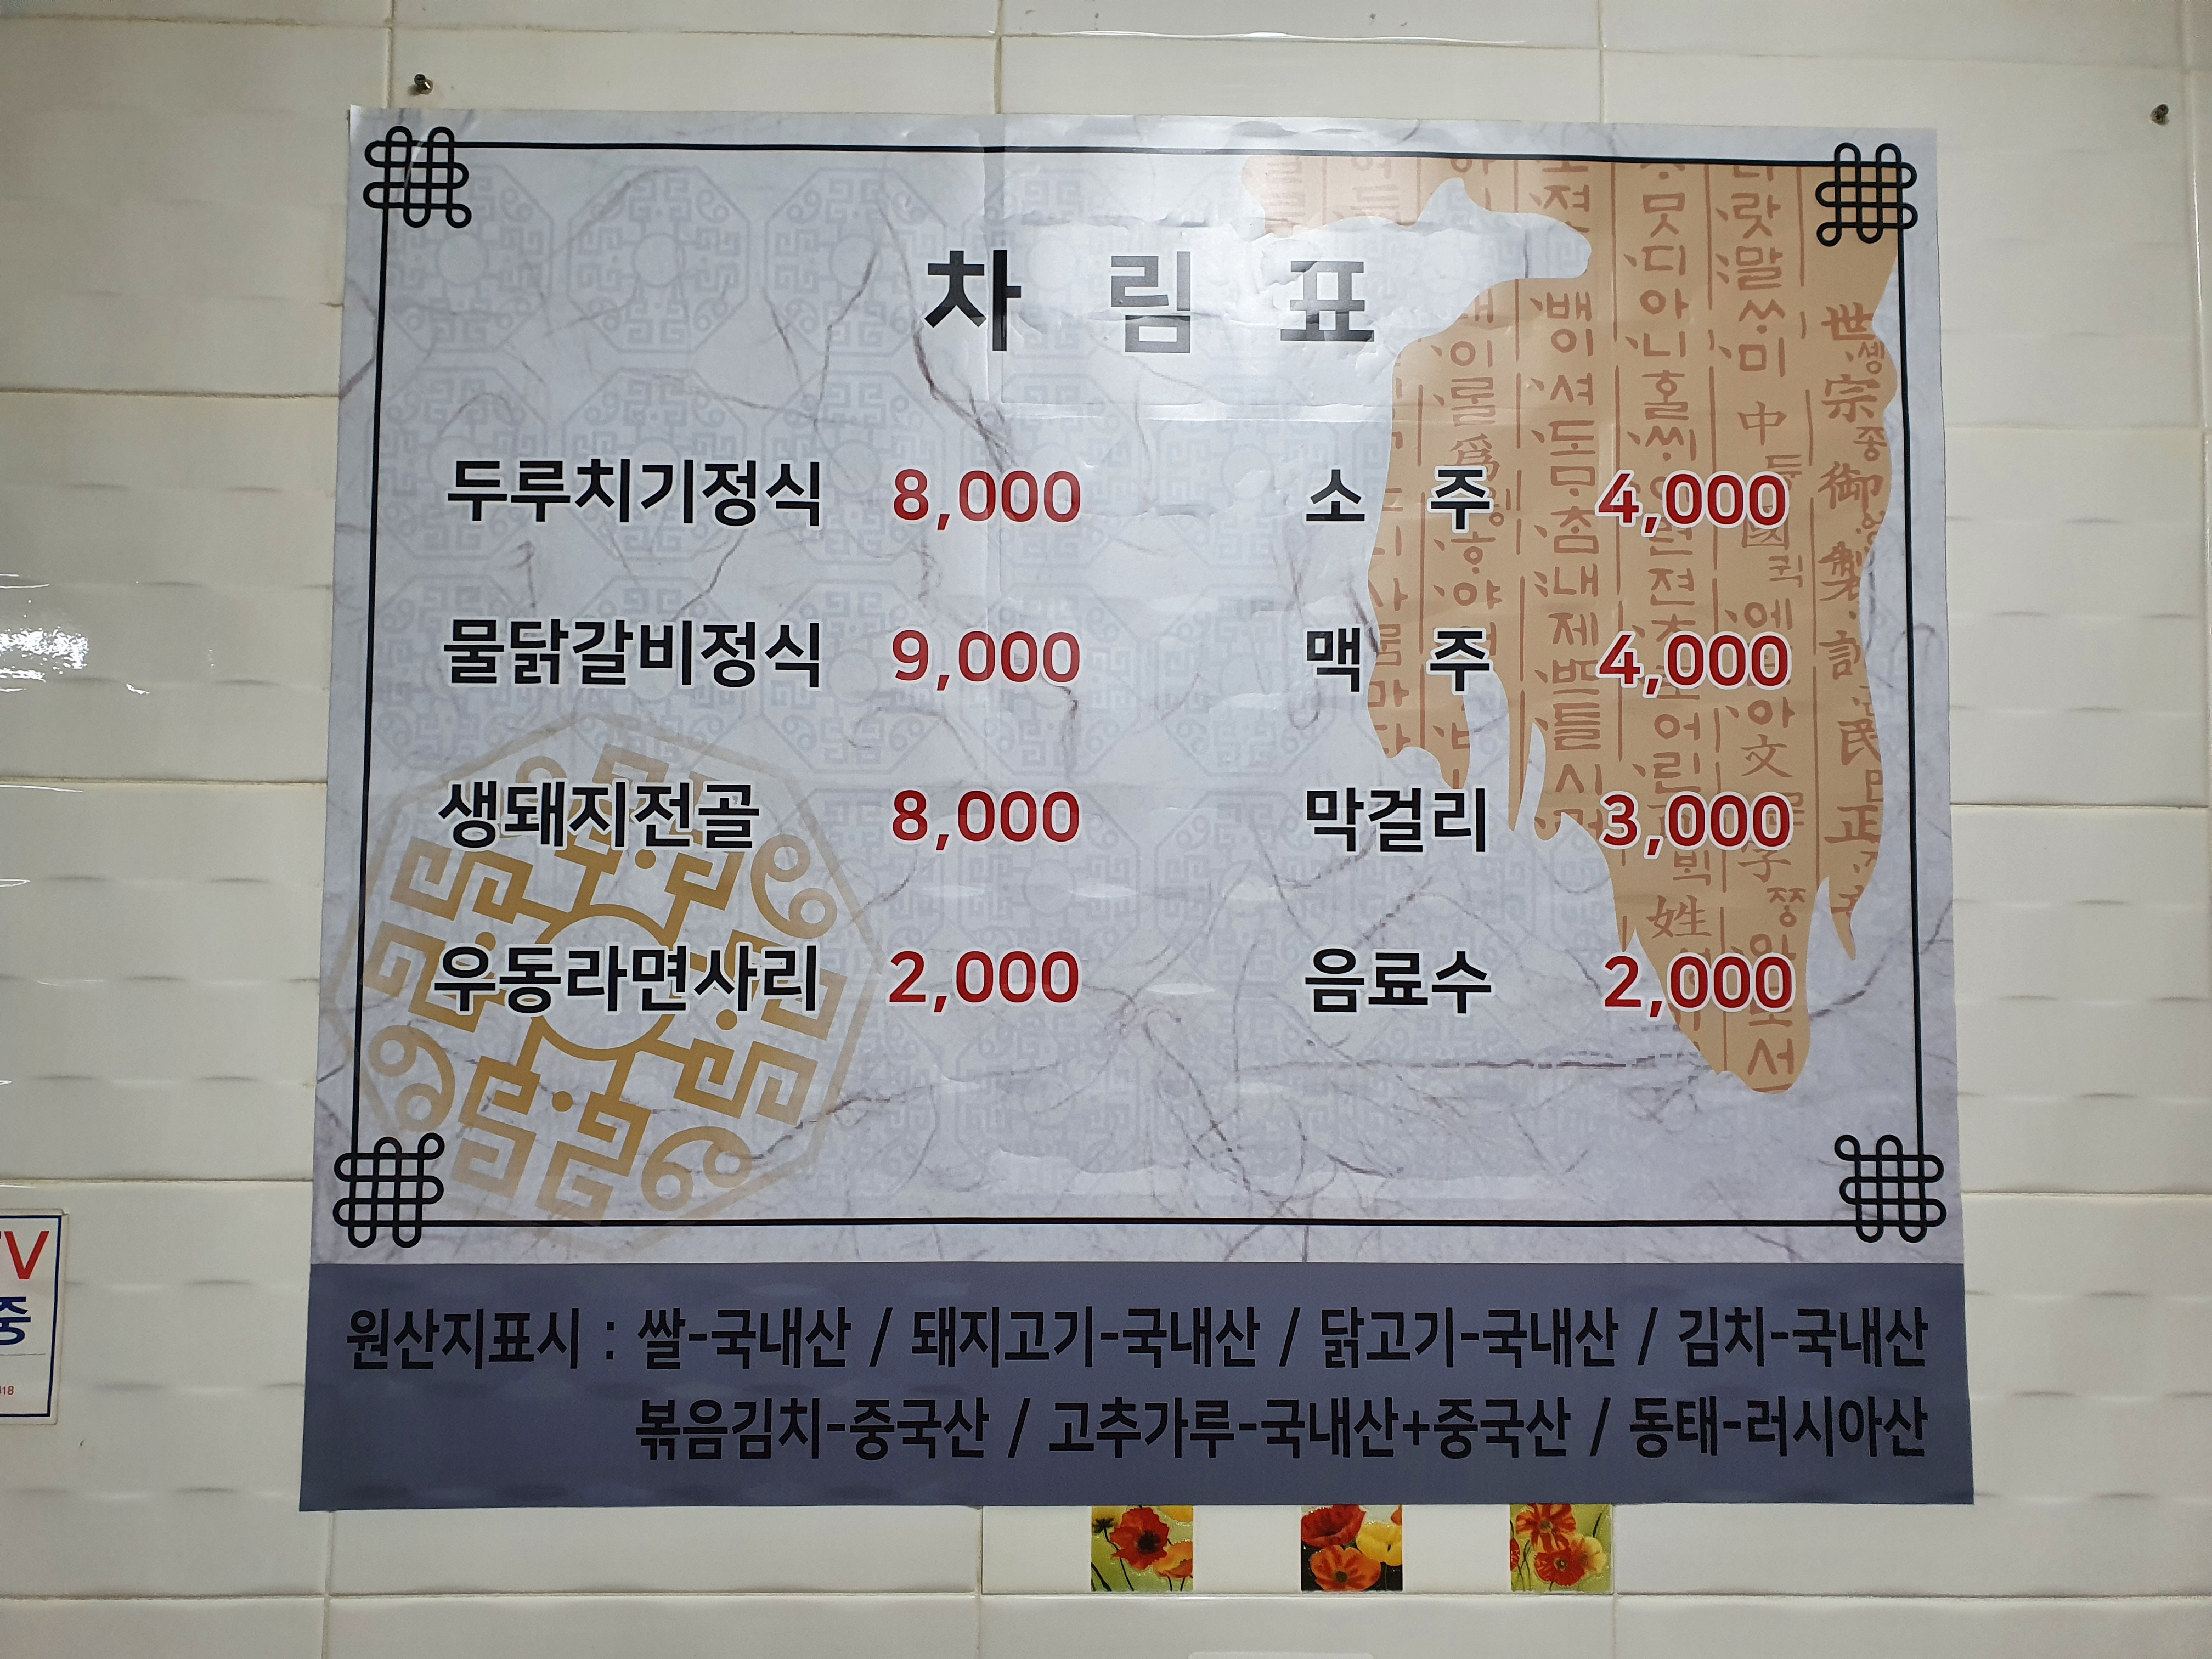 차 림 표
두루치기정식 8,000
물닭갈비정식 9,000
생돼지전골 8,000
우동라면사리 2,000
소 주 4,000
맥 주 4,000
막걸리 3,000
음료수 2,000
원산지표시 : 쌀-국내산 / 돼지고기-국내산 / 닭고기-국내산 / 김치-국내산
볶음김치-중국산 / 고추가루-국내산+중국산 / 동태-러시아산